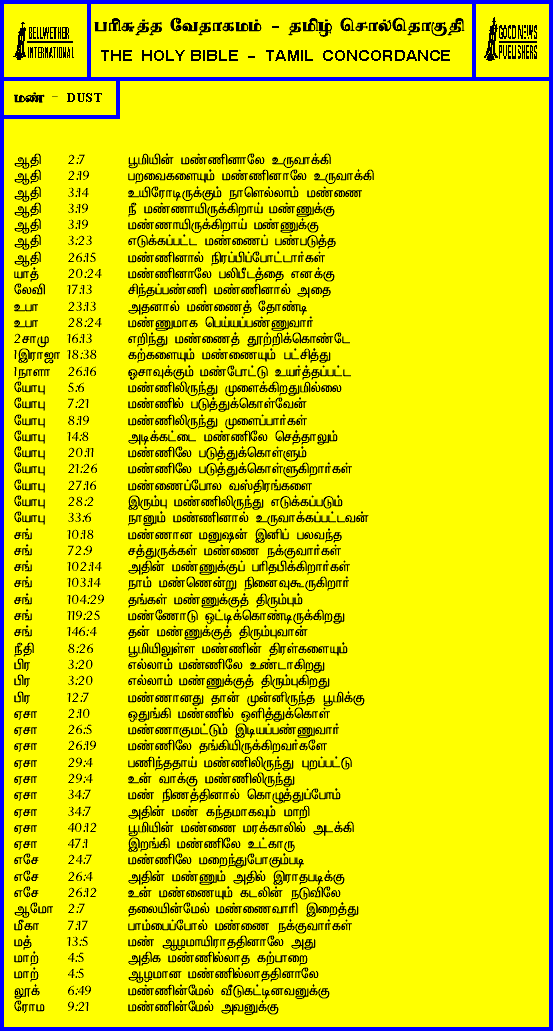 BELLWETHER
INTERNATIONAL
பரிசுத்த வேதாகமம் - தமிழ் சொல்தொகுதி
THE HOLY BIBLE - TAMIL CONCORDANCE
GOOD NEWS
PUBLISHERS
மண் - DUST
ஆதி 2:7 பூமியின் மண்ணினாலே உருவாக்கி
ஆதி 2:19 பறவைகளையும் மண்ணினாலே உருவாக்கி
ஆதி 3:14 உயிரோடிருக்கும் நாளெல்லாம் மண்ணை
ஆதி 3:19 நீ மண்ணாயிருக்கிறாய் மண்ணுக்கு
ஆதி 3:19 மண்ணாயிருக்கிறாய் மண்ணுக்கு
ஆதி 3:23 எடுக்கப்பட்ட மண்ணைப் பண்படுத்த
ஆதி 26:15 மண்ணினால் நிரப்பிப்போட்டார்கள்
யாத் 20:24 மண்ணினாலே பலிபீடத்தை எனக்கு
லேவி 17:13 சிந்தப்பண்ணி மண்ணினால் அதை
உபா 23:13 அதனால் மண்ணைத் தோண்டி
உபா 28:24 மண்ணுமாக பெய்யப்பண்ணுவார்
2சாமு 16:13 எறிந்து மண்ணைத் தூற்றிக்கொண்டே
1இராஜா 18:38 கற்களையும் மண்ணையும் பட்சித்து
1நாளா 26:16 ஓசாவுக்கும் மண்போட்டு உயர்த்தப்பட்ட
யோபு 5:6 மண்ணிலிருந்து முளைக்கிறதுமில்லை
யோபு 7:21 மண்ணில் படுத்துக்கொள்வேன்
யோபு 8:19 மண்ணிலிருந்து முளைப்பார்கள்
யோபு 14:8 அடிக்கட்டை மண்ணிலே செத்தாலும்
யோபு 20:11 மண்ணிலே படுத்துக்கொள்ளும்
யோபு 21:26 மண்ணிலே படுத்துக்கொள்ளுகிறார்கள்
யோபு 27:16 மண்ணைப்போல வஸ்திரங்களை
யோபு 28:2 இரும்பு மண்ணிலிருந்து எடுக்கப்படும்
யோபு 33:6 நானும் மண்ணினால் உருவாக்கப்பட்டவன்
சங் 10:18 மண்ணான மனுஷன் இனிப் பலவந்த
சங் 72:9 சத்துருக்கள் மண்ணை நக்குவார்கள்
சங் 102:14 அதின் மண்ணுக்குப் பரிதபிக்கிறார்கள்
சங் 103:14 நாம் மண்ணென்று நினைவுகூருகிறார்
சங் 104:29 தங்கள் மண்ணுக்குத் திரும்பும்
சங் 119:25 மண்ணோடு ஒட்டிக்கொண்டிருக்கிறது
சங் 146:4 தன் மண்ணுக்குத் திரும்புவான்
நீதி 8:26 பூமியிலுள்ள மண்ணின் திரள்களையும்
பிர 3:20 எல்லாம் மண்ணிலே உண்டாகிறது
பிர 3:20 எல்லாம் மண்ணுக்குத் திரும்புகிறது
பிர 12:7 மண்ணானது தான் முன்னிருந்த பூமிக்கு
ஏசா 2:10 ஒதுங்கி மண்ணில் ஒளித்துக்கொள்
ஏசா 26:5 மண்ணாகுமட்டும் இடியப்பண்ணுவார்
ஏசா 26:19 மண்ணிலே தங்கியிருக்கிறவர்களே
ஏசா 29:4 பணிந்ததாய் மண்ணிலிருந்து புறப்பட்டு
ஏசா 29:4 உன் வாக்கு மண்ணிலிருந்து
ஏசா 34:7 மண் நிணத்தினால் கொழுத்துப்போம்
ஏசா 34:7 அதின் மண் கந்தமாகவும் மாறி
ஏசா 40:12 பூமியின் மண்ணை மரக்காலில் அடக்கி
ஏசா 47:1 இறங்கி மண்ணிலே உட்காரு
எசே 24:7 மண்ணிலே மறைந்துபோகும்படி
எசே 26:4 அதின் மண்ணும் அதில் இராதபடிக்கு
எசே 26:12 உன் மண்ணையும் கடலின் நடுவிலே
ஆமோ 2:7 தலையின்மேல் மண்ணைவாரி இறைத்து
மீகா 7:17 பாம்பைப்போல் மண்ணை நக்குவார்கள்
மத் 13:5 மண் ஆழமாயிராததினாலே அது
மாற் 4:5 அதிக மண்ணில்லாத கற்பாறை
மாற் 4:5 ஆழமான மண்ணில்லாததினாலே
லூக் 6:49 மண்ணின்மேல் வீடுகட்டினவனுக்கு
ரோம 9:21 மண்ணின்மேல் அவனுக்கு